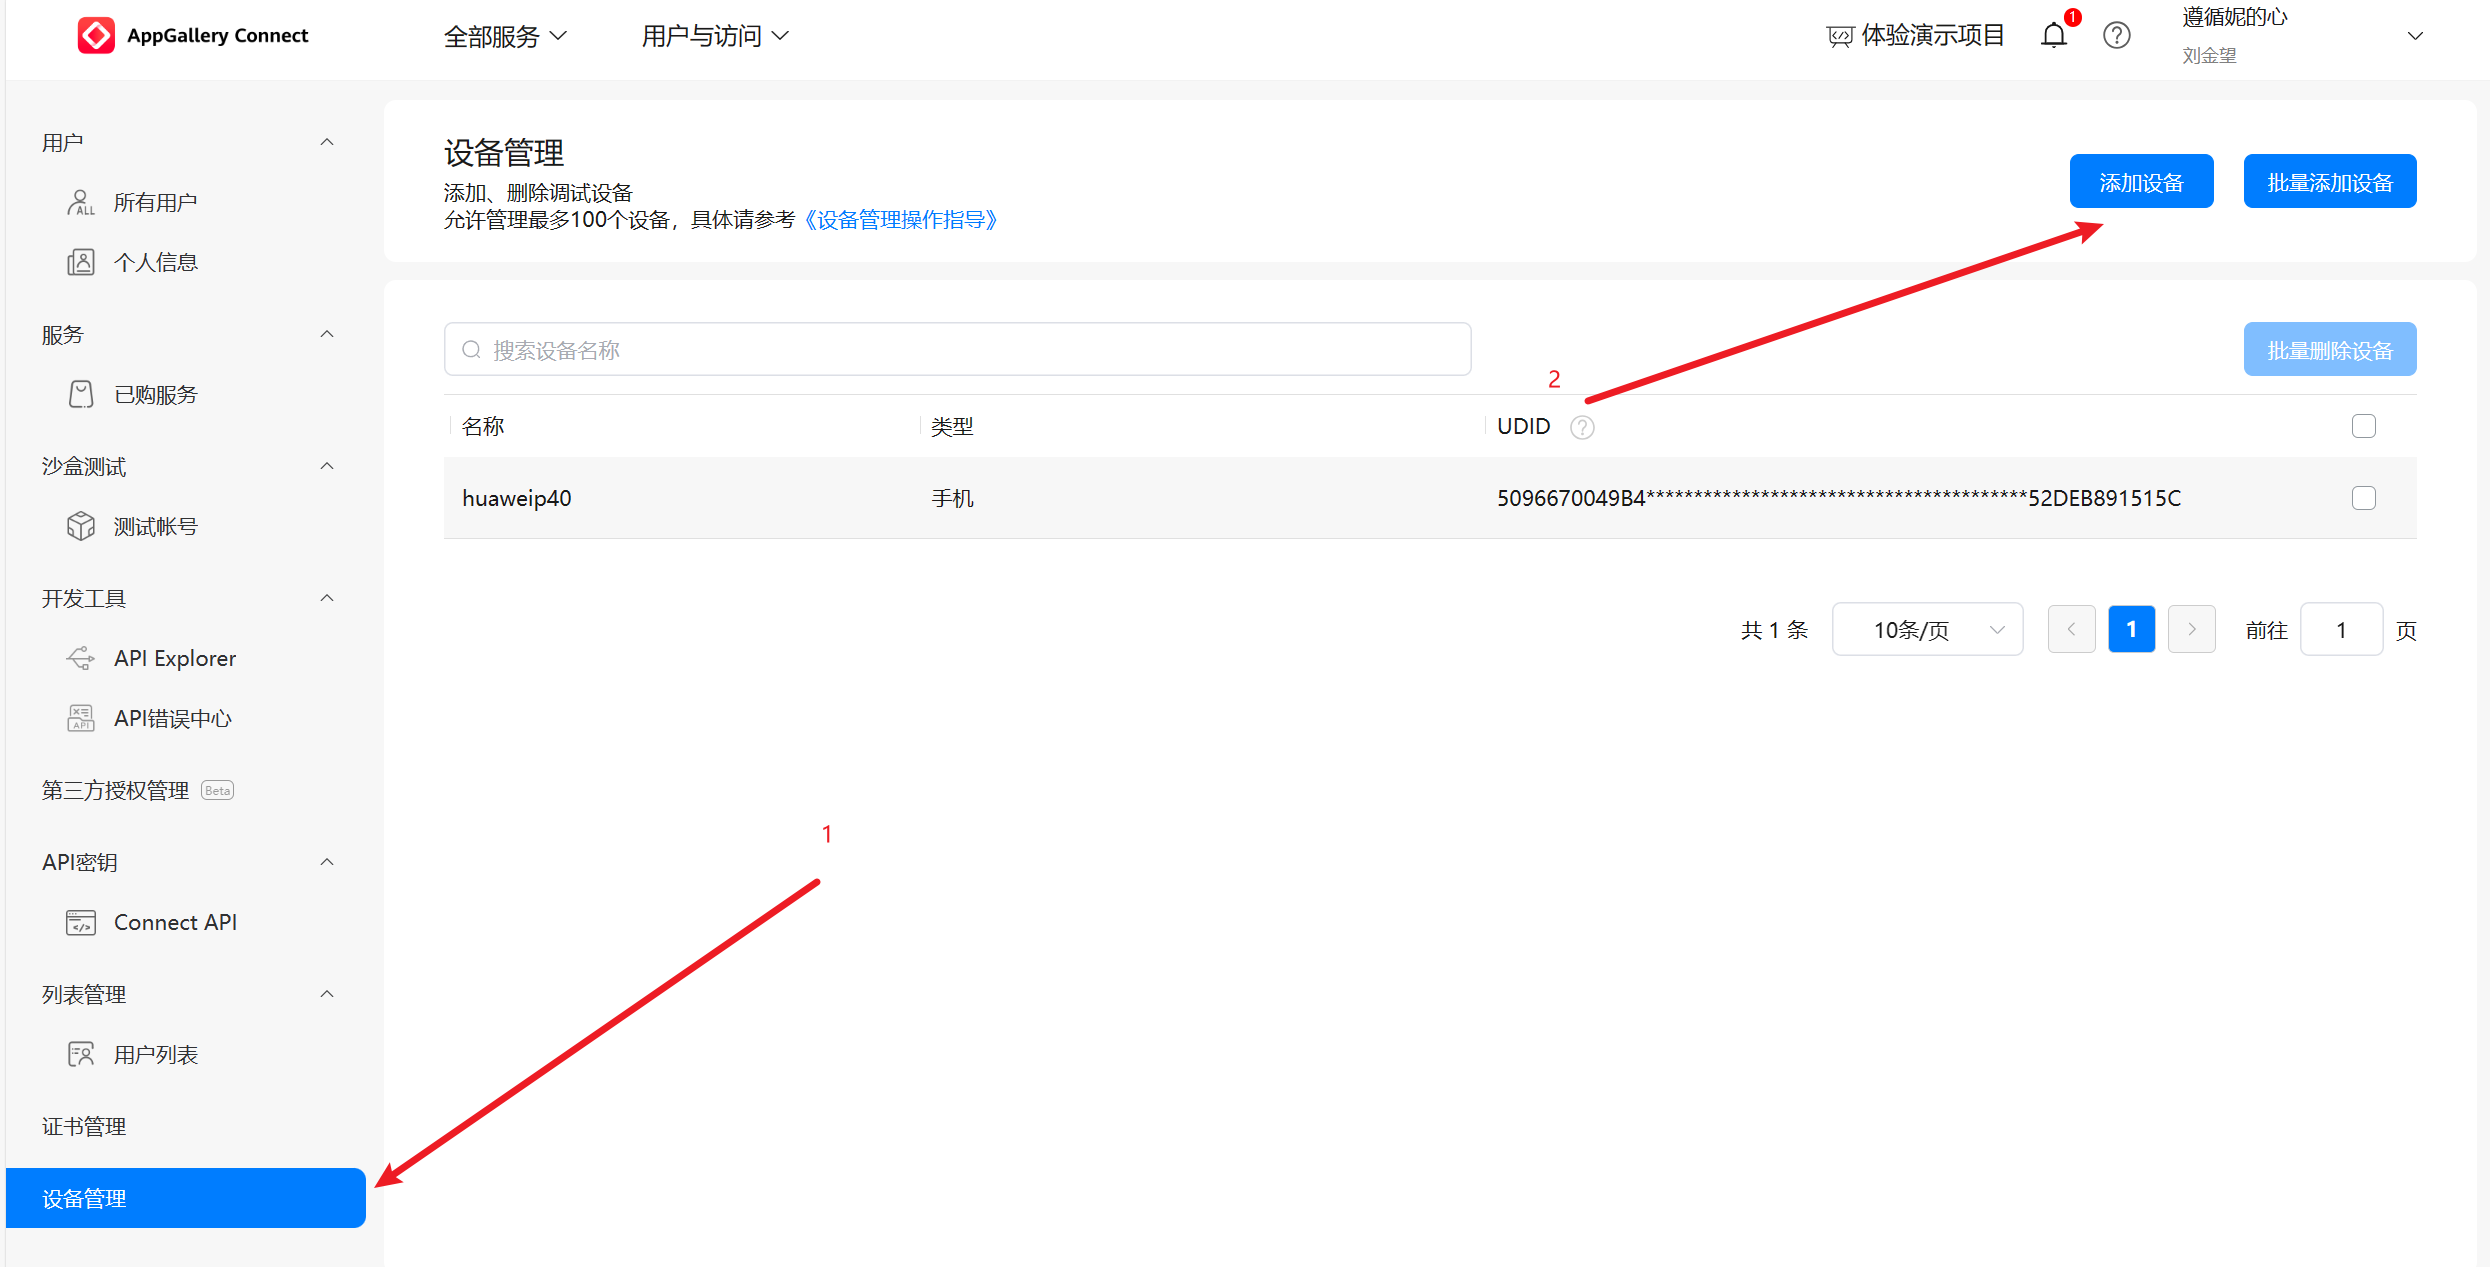 AppGallery Connect
全部服务
用户与访问
体验演示项目
1
遵循妮的心
刘金望
用户
ALL
所有用户
个人信息
服务
已购服务
沙盒测试
测试帐号
开发工具
API Explorer
API
API错误中心
第三方授权管理 Beta
API密钥
Connect API
列表管理
用户列表
证书管理
设备管理
设备管理
添加、删除调试设备
允许管理最多100个设备，具体请参考《设备管理操作指导》
添加设备
批量添加设备
搜索设备名称
批量删除设备
2
名称
类型
UDID
huaweip40
手机
5096670049B4****************************************52DEB891515C
共 1 条
10条/页
1
前往
1
页
1